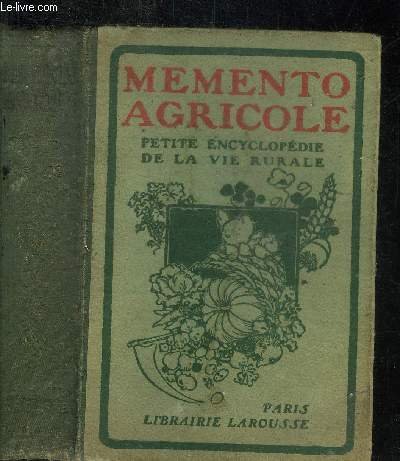 Le-livre.com
MEMENTO
AGRICOLE
PETITE ENCYCLOPÉDIE
DE LA VIE RURALE
PARIS
LIBRAIRIE LAROUSSE